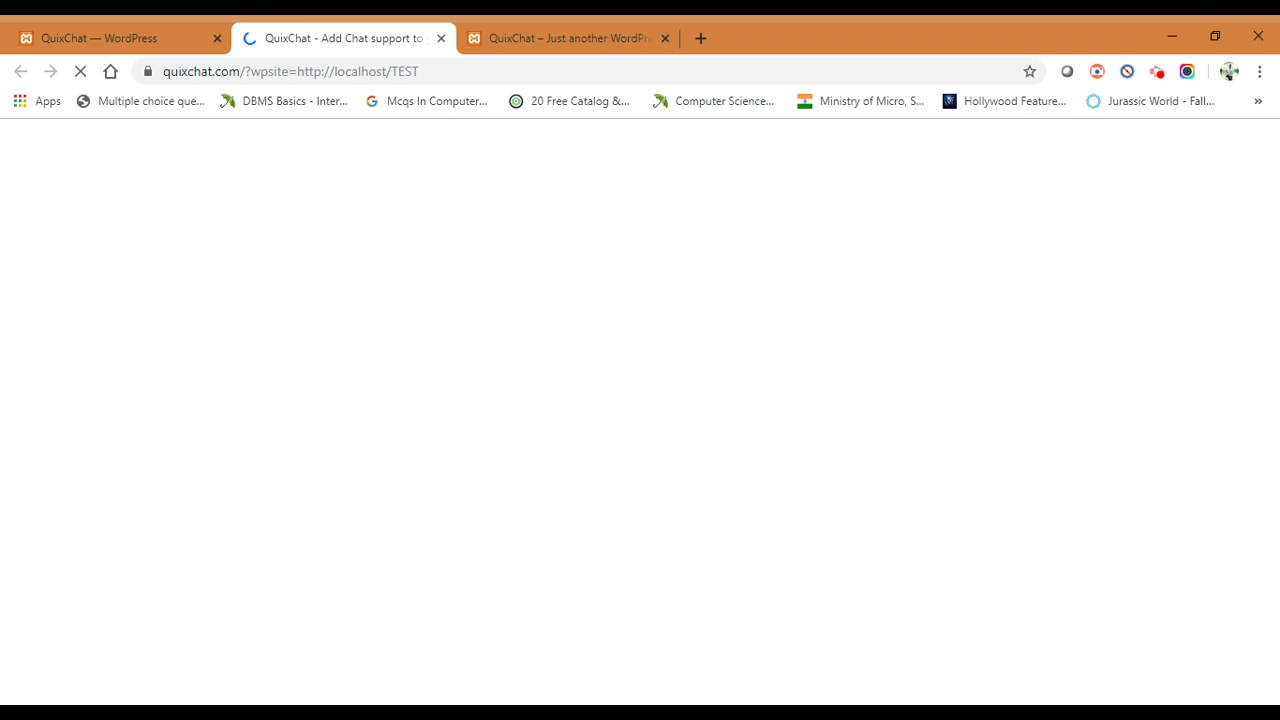 QuixChat — WordPress
QuixChat - Add Chat support to
QuixChat – Just another WordPre
quixchat.com/?wpsite=http://localhost/TEST
Apps
Multiple choice que...
DBMS Basics - Inter...
Mcqs In Computer...
20 Free Catalog &...
Computer Science...
Ministry of Micro, S...
Hollywood Feature...
Jurassic World - Fall...